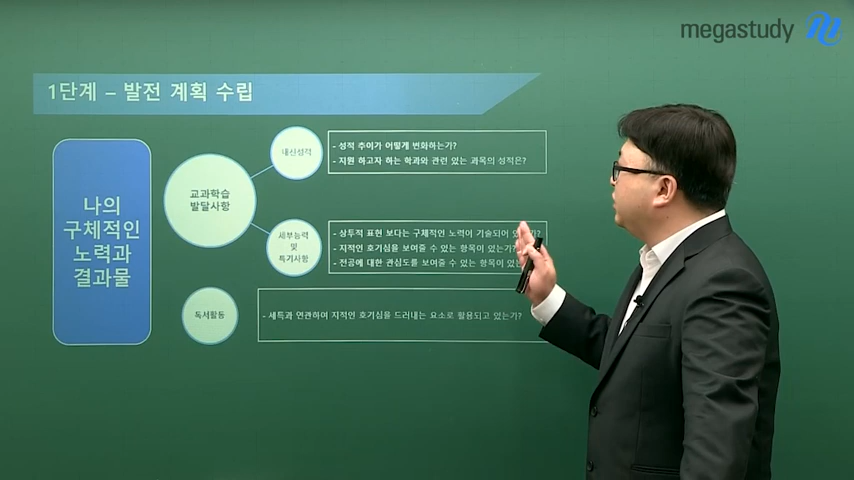 megastudy
1단계 – 발전 계획 수립
나의
구체적인
노력과
결과물
교과학습
발달사항
내신성적
- 성적 추이가 어떻게 변화하는가?
- 지원 하고자 하는 학과와 관련 있는 과목의 성적은?
세부능력
및
특기사항
- 상투적 표현 보다는 구체적인 노력이 기술되어
- 지적인 호기심을 보여줄 수 있는 항목이 있는가?
- 전공에 대한 관심도를 보여줄 수 있는 항목이
독서활동
- 세특과 연관하여 지적인 호기심을 드러내는 요소로 활용되고 있는가?